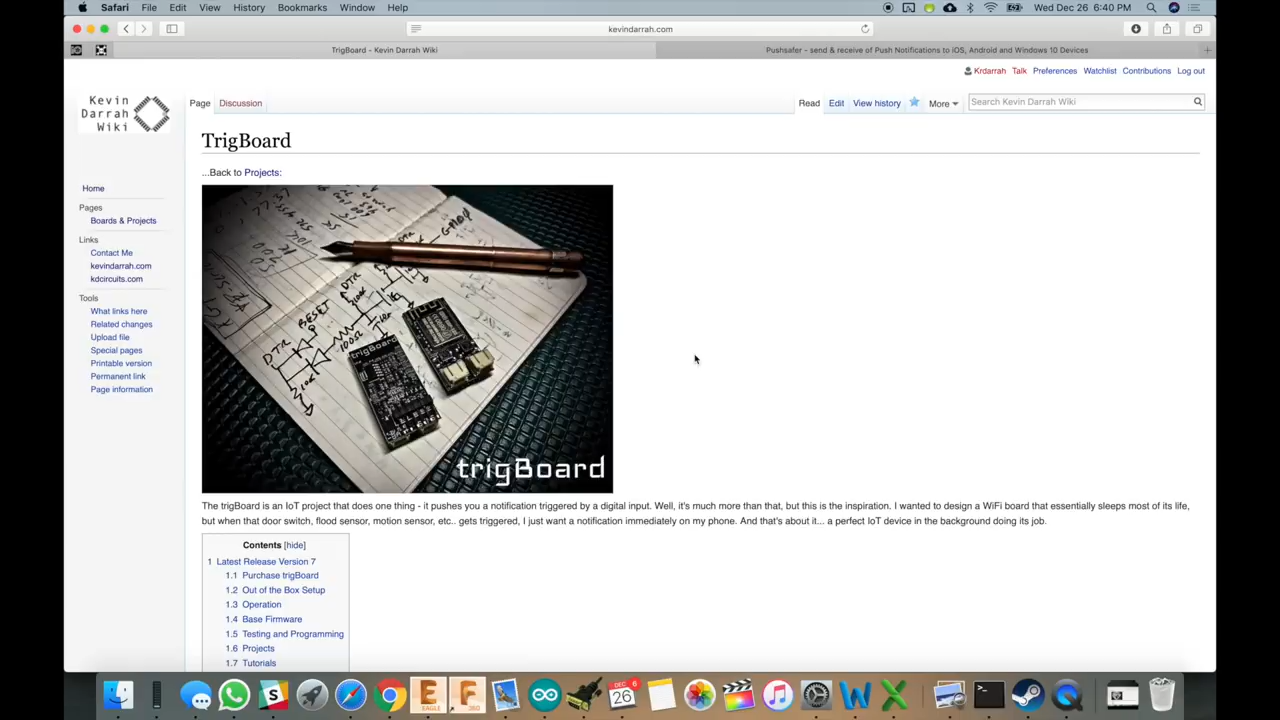 Safari File Edit View History Bookmarks Window Help Wed Dec 26 6:40 PM
kevindarrah.com
TrigBoard - Kevin Darrah Wiki
Pushsafer - send & receive of Push Notifications to iOS, Android and Windows 10 Devices
Krdarrah Talk Preferences Watchlist Contributions Log out
Kevin
Darrah
Wiki
Page Discussion Read Edit View history More Search Kevin Darrah Wiki
TrigBoard
...Back to Projects:
Home
Pages
Boards & Projects
Links
Contact Me
kevindarrah.com
kdcircuits.com
Tools
What links here
Related changes
Upload file
Special pages
Printable version
Permanent link
Page information
DTR
RESET
DTR
trigBoard
trigBoard
The trigBoard is an IoT project that does one thing - it pushes you a notification triggered by a digital input. Well, it's much more than that, but this is the inspiration. I wanted to design a WiFi board that essentially sleeps most of its life,
but when that door switch, flood sensor, motion sensor, etc.. gets triggered, I just want a notification immediately on my phone. And that's about it... a perfect IoT device in the background doing its job.
Contents [hide]
1 Latest Release Version 7
1.1 Purchase trigBoard
1.2 Out of the Box Setup
1.3 Operation
1.4 Base Firmware
1.5 Testing and Programming
1.6 Projects
1.7 Tutorials
E
EAGLE
F
360
DEC
26
6
W
X